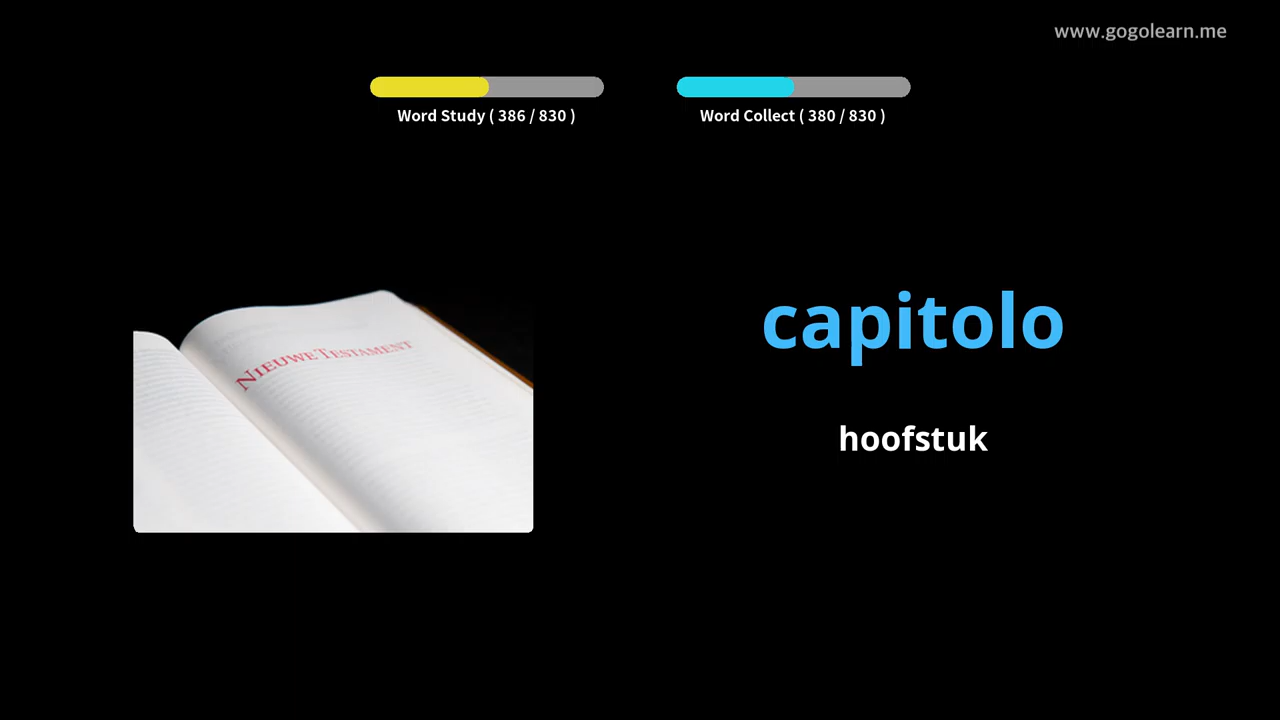 www.gogolearn.me
Word Study ( 386 / 830 )
Word Collect ( 380 / 830 )
NIEUWE TESTAMENT
capitolo
hoofstuk